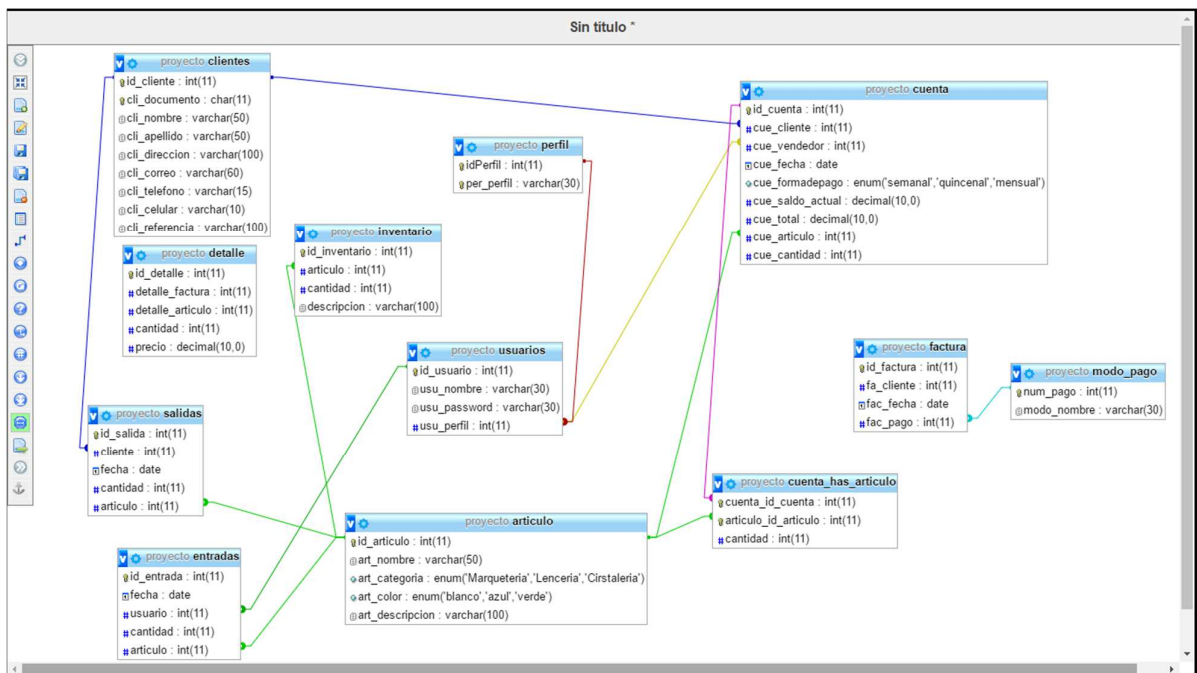 Sin título *
proyecto clientes
id_cliente : int(11)
cli_documento : char(11)
cli_nombre : varchar(50)
cli_apellido : varchar(50)
cli_direccion : varchar(100)
cli_correo : varchar(60)
cli_telefono : varchar(15)
cli_celular : varchar(10)
cli_referencia : varchar(100)
proyecto cuenta
id_cuenta : int(11)
cue_cliente : int(11)
cue_vendedor : int(11)
cue_fecha : date
cue_formadepago : enum('semanal','quincenal','mensual')
cue_saldo_actual : decimal(10,0)
cue_total : decimal(10,0)
cue_articulo : int(11)
cue_cantidad : int(11)
proyecto perfil
idPerfil : int(11)
per_perfil : varchar(30)
proyecto inventario
id_inventario : int(11)
articulo : int(11)
cantidad : int(11)
descripcion : varchar(100)
proyecto detalle
id_detalle : int(11)
detalle_factura : int(11)
detalle_articulo : int(11)
cantidad : int(11)
precio : decimal(10,0)
proyecto usuarios
id_usuario : int(11)
usu_nombre : varchar(30)
usu_password : varchar(30)
usu_perfil : int(11)
proyecto factura
id_factura : int(11)
fa_cliente : int(11)
fac_fecha : date
fac_pago : int(11)
proyecto modo_pago
num_pago : int(11)
modo_nombre : varchar(30)
proyecto salidas
id_salida : int(11)
cliente : int(11)
fecha : date
cantidad : int(11)
articulo : int(11)
proyecto cuenta_has_articulo
cuenta_id_cuenta : int(11)
articulo_id_articulo : int(11)
cantidad : int(11)
proyecto articulo
id_articulo : int(11)
art_nombre : varchar(50)
art_categoria : enum('Marqueteria','Lenceria','Cirstaleria')
art_color : enum('blanco','azul','verde')
art_descripcion : varchar(100)
proyecto entradas
id_entrada : int(11)
fecha : date
usuario : int(11)
cantidad : int(11)
articulo : int(11)